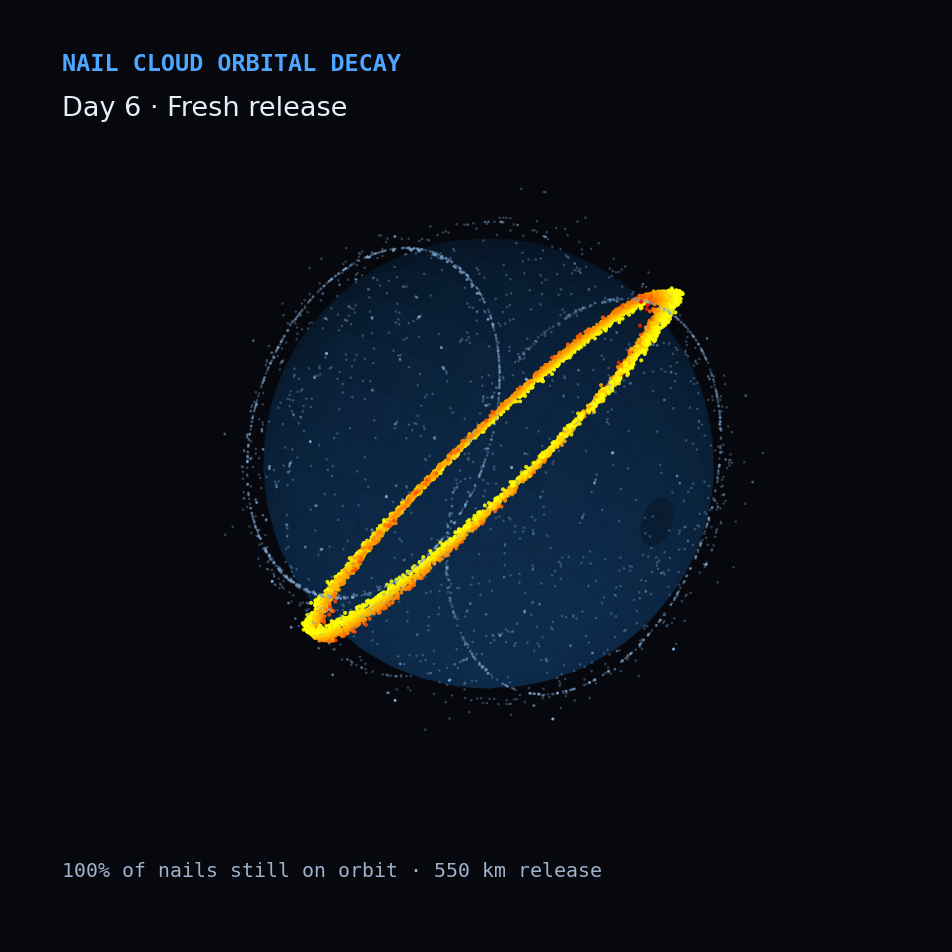 NAIL CLOUD ORBITAL DECAY
Day 6 · Fresh release
100% of nails still on orbit · 550 km release